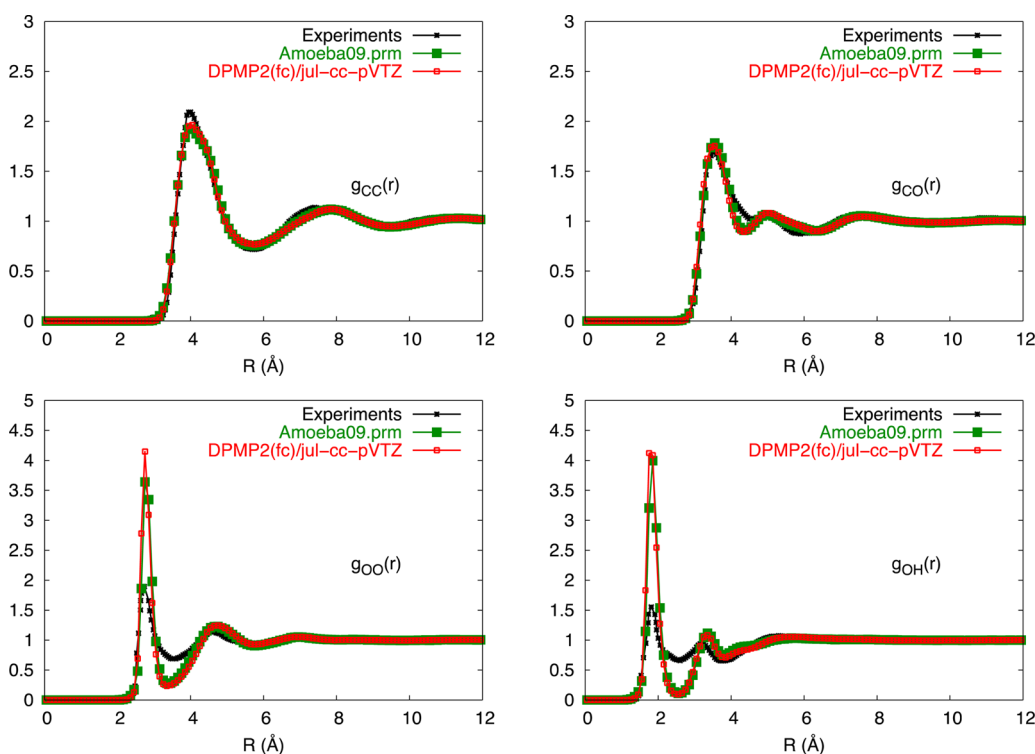 3
2.5
2
1.5
1
0.5
0
0 2 4 6 8 10 12
R (Å)
Experiments
Amoeba09.prm
DPMP2(fc)/jul-cc-pVTZ
gCC(r)
3
2.5
2
1.5
1
0.5
0
0 2 4 6 8 10 12
R (Å)
Experiments
Amoeba09.prm
DPMP2(fc)/jul-cc-pVTZ
gCO(r)
5
4.5
4
3.5
3
2.5
2
1.5
1
0.5
0
0 2 4 6 8 10 12
R (Å)
Experiments
Amoeba09.prm
DPMP2(fc)/jul-cc-pVTZ
gOO(r)
5
4.5
4
3.5
3
2.5
2
1.5
1
0.5
0
0 2 4 6 8 10 12
R (Å)
Experiments
Amoeba09.prm
DPMP2(fc)/jul-cc-pVTZ
gOH(r)